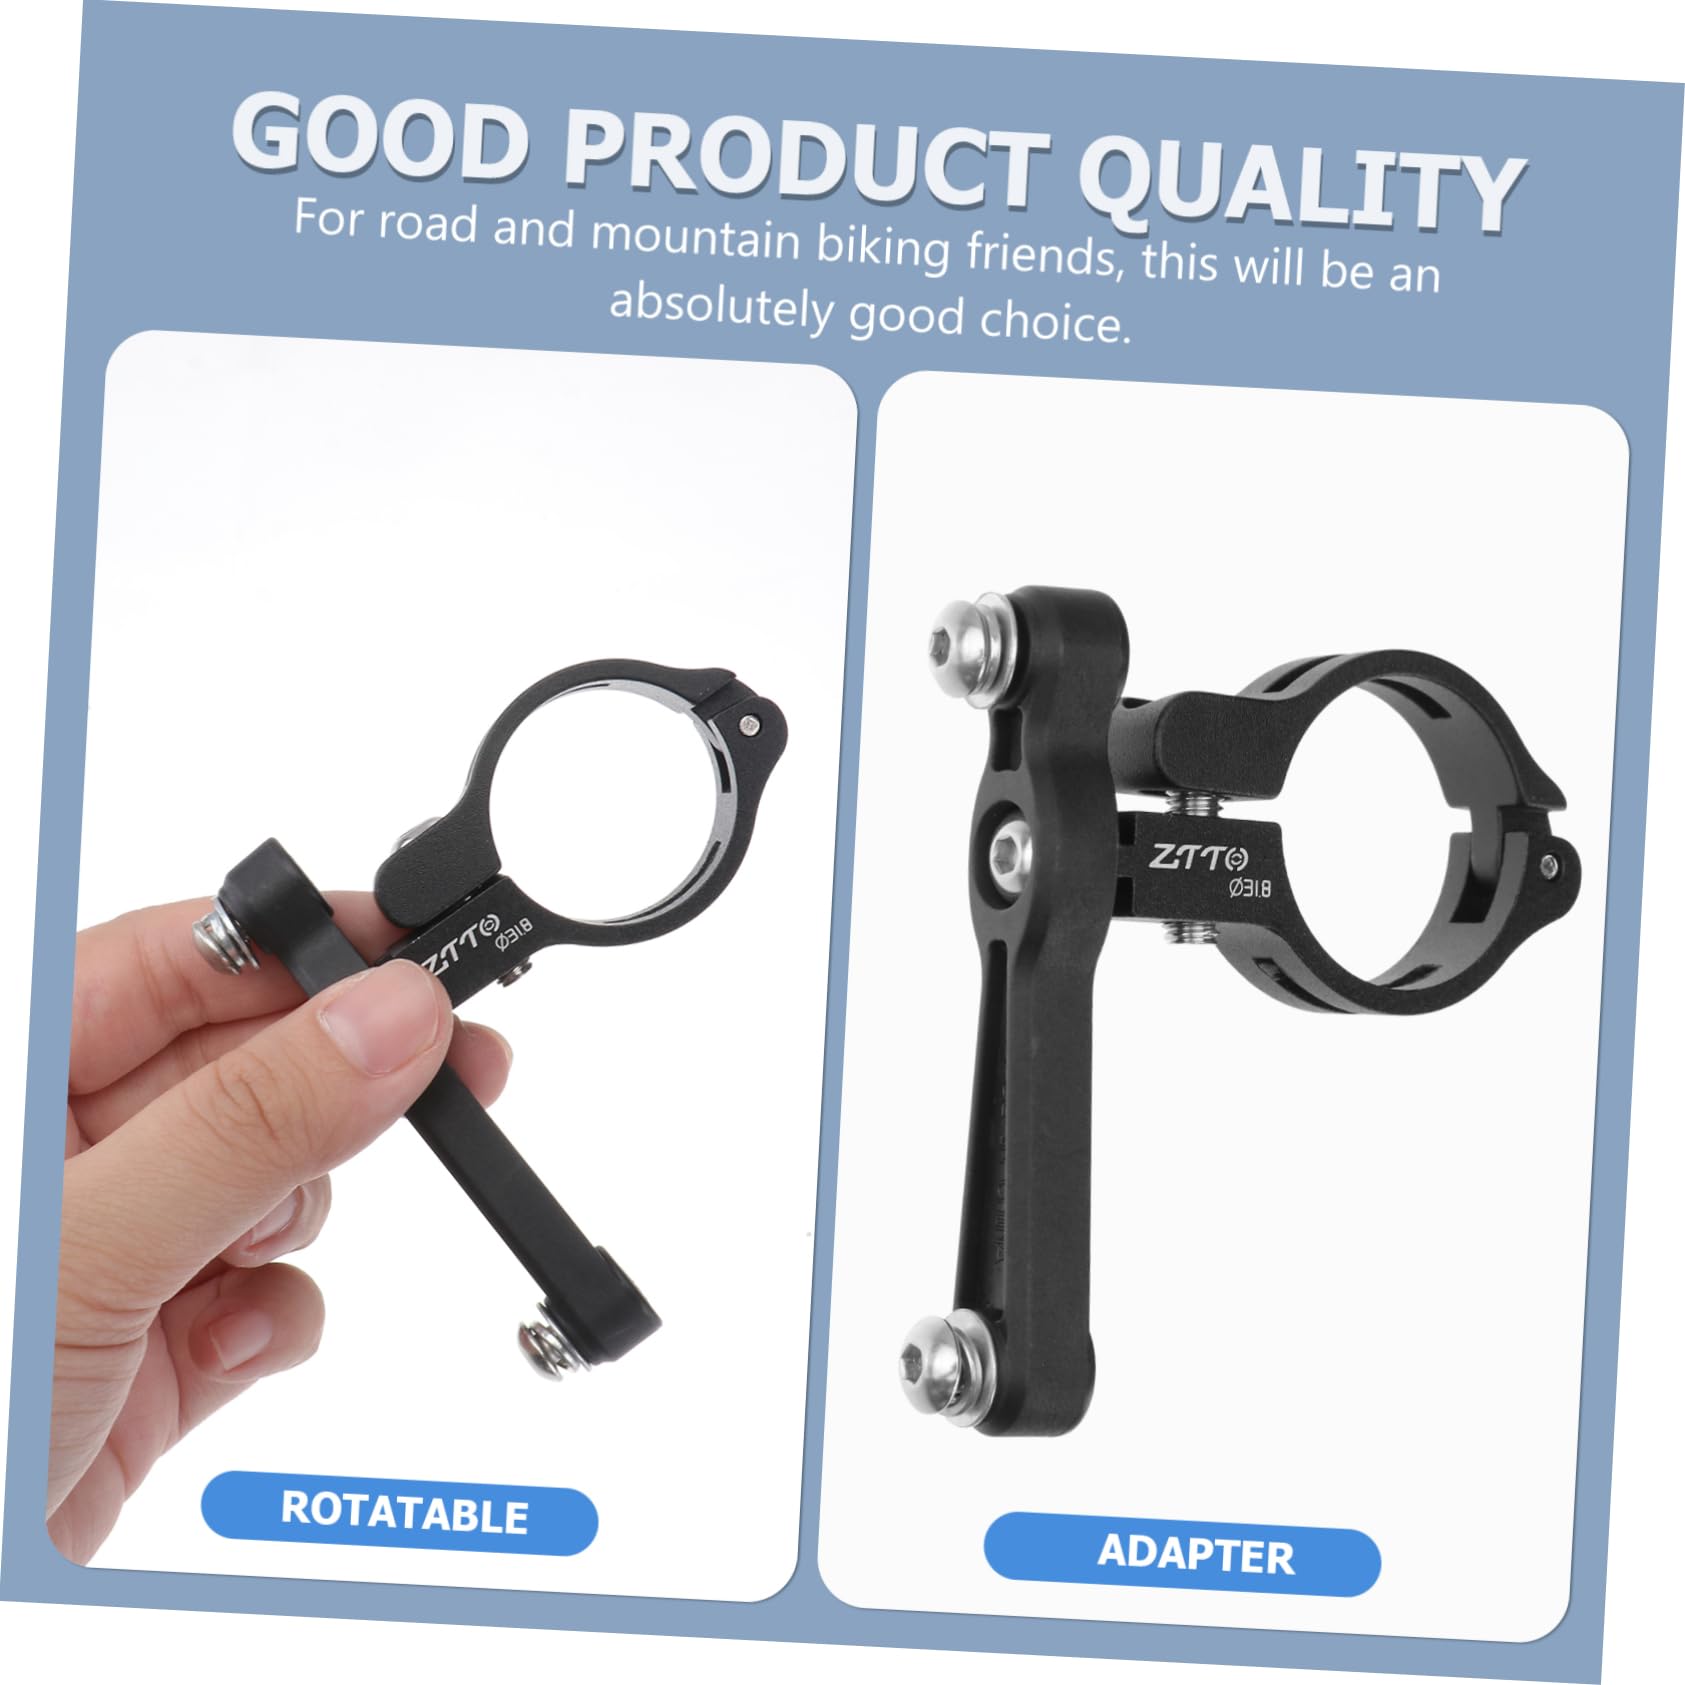 GOOD PRODUCT QUALITY
For road and mountain biking friends, this will be an
absolutely good choice.
ZTTO
Ø31.8
ROTATABLE
ZTTO
Ø31.8
ADAPTER